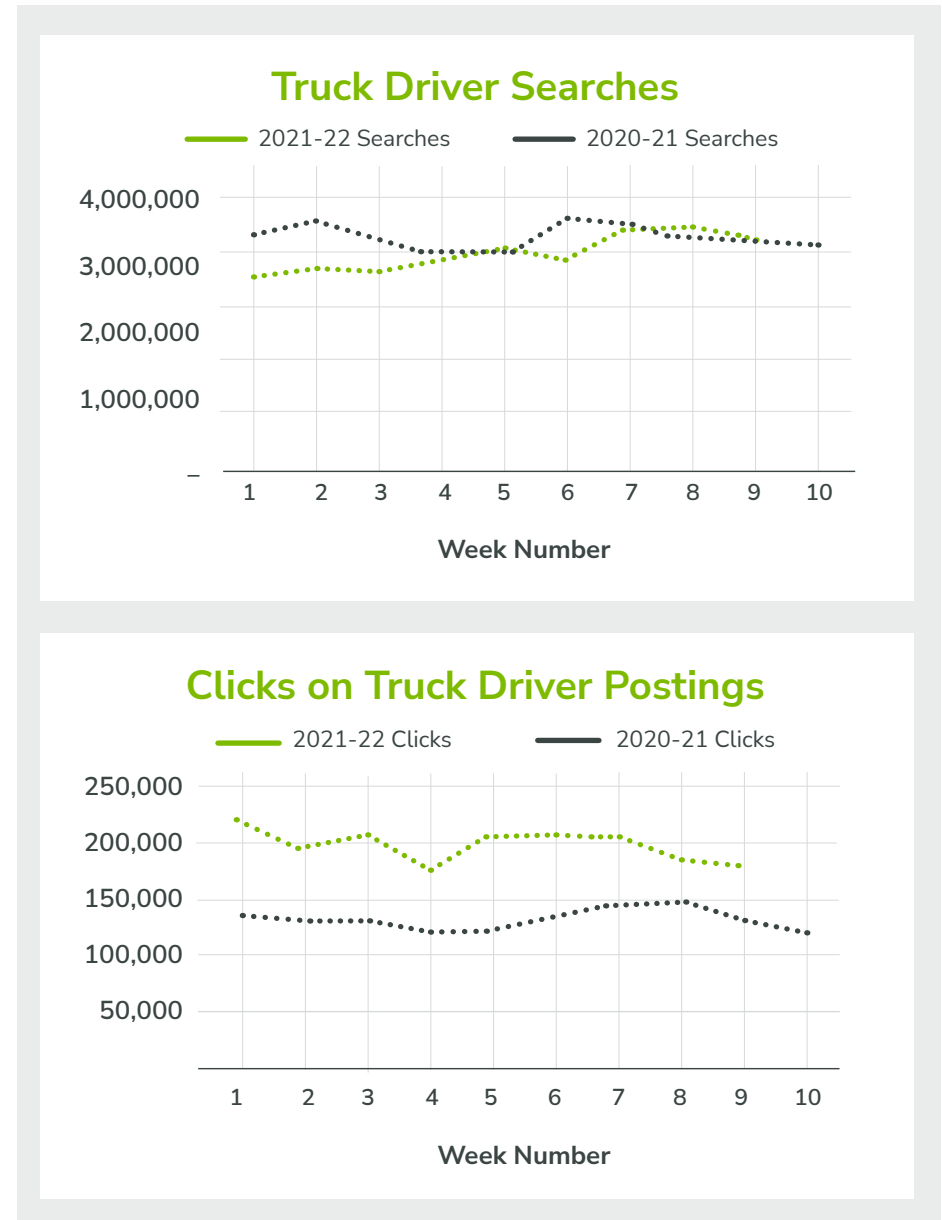 Truck Driver Searches
2021-22 Searches 2020-21 Searches
4,000,000
3,000,000
2,000,000
1,000,000
–
1 2 3 4 5 6 7 8 9 10
Week Number
Clicks on Truck Driver Postings
2021-22 Clicks 2020-21 Clicks
250,000
200,000
150,000
100,000
50,000
1 2 3 4 5 6 7 8 9 10
Week Number